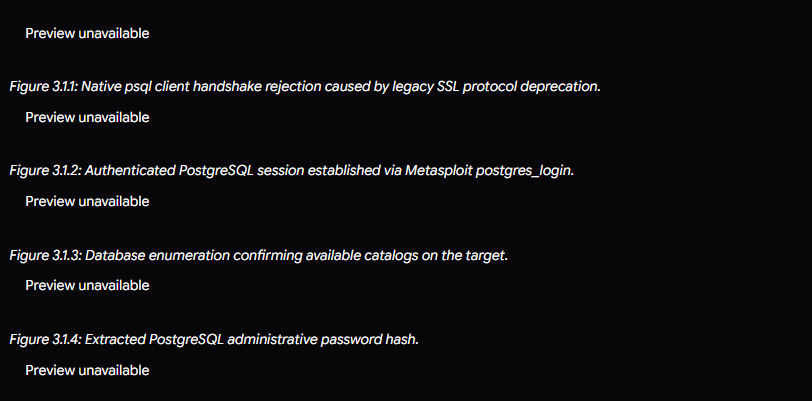 Preview unavailable
Figure 3.1.1: Native psql client handshake rejection caused by legacy SSL protocol deprecation.
Preview unavailable
Figure 3.1.2: Authenticated PostgreSQL session established via Metasploit postgres_login.
Preview unavailable
Figure 3.1.3: Database enumeration confirming available catalogs on the target.
Preview unavailable
Figure 3.1.4: Extracted PostgreSQL administrative password hash.
Preview unavailable